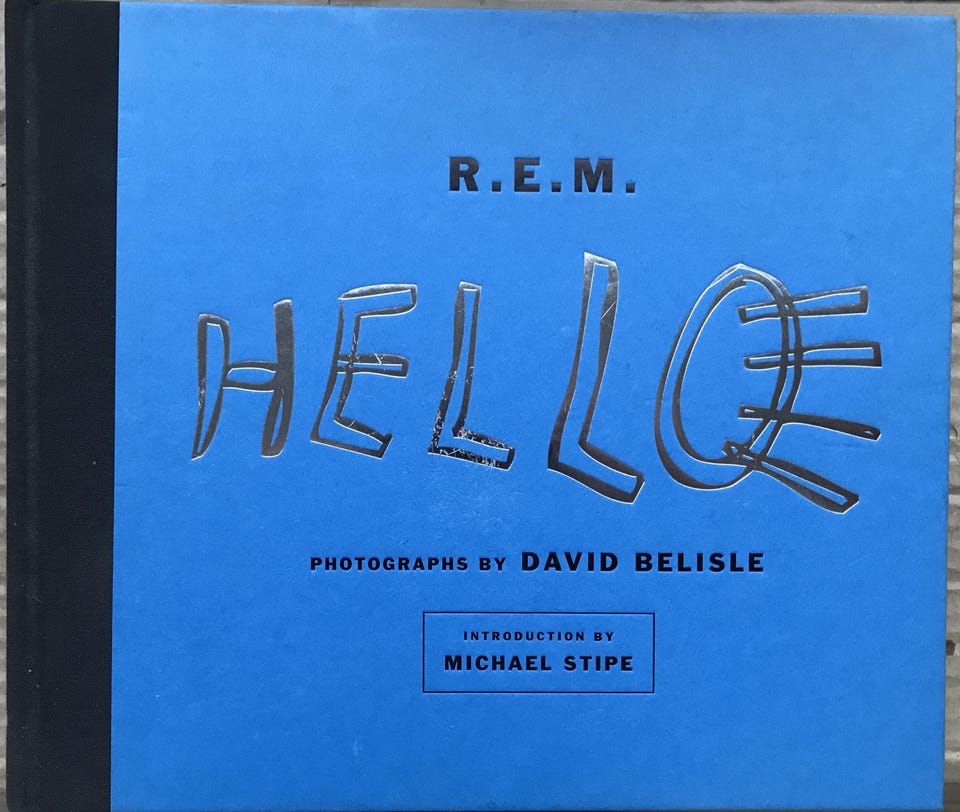 R.E.M.
HELLO
PHOTOGRAPHS BY DAVID BELISLE
INTRODUCTION BY
MICHAEL STIPE